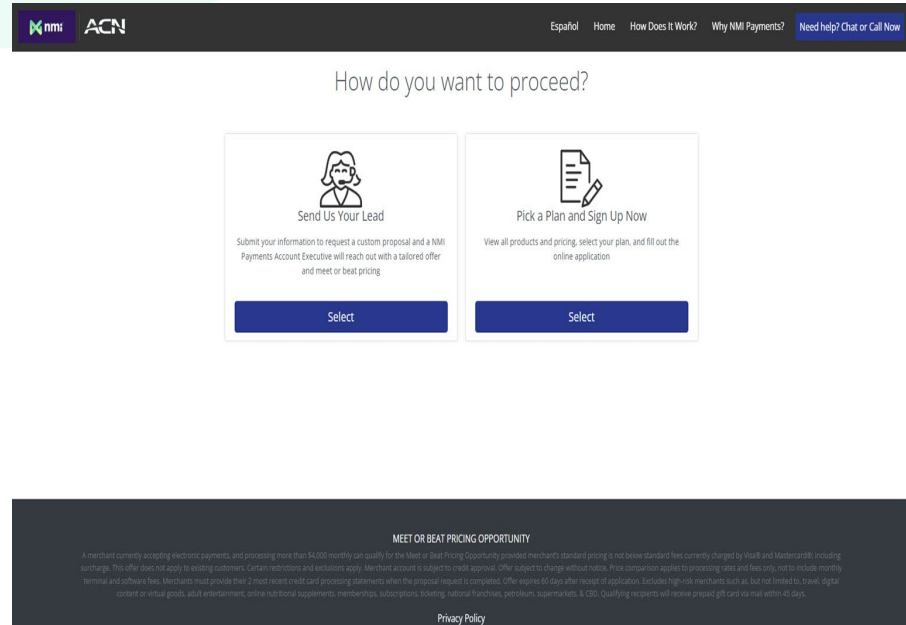 nmi ACN Español Home How Does It Work? Why NMI Payments? Need help? Chat or Call Now
How do you want to proceed?
Send Us Your Lead
Submit your information to request a custom proposal and a NMI
Payments Account Executive will reach out with a tailored offer
and meet or beat pricing
Select
Pick a Plan and Sign Up Now
View all products and pricing, select your plan, and fill out the
online application
Select
MEET OR BEAT PRICING OPPORTUNITY
A merchant currently accepting electronic payments, and processing more than $4,000 monthly can qualify for the Meet or Beat Pricing Opportunity provided merchant's standard pricing is not below standard fees currently charged by Visa® and Mastercard®; including
surcharge. This offer does not apply to existing customers. Certain restrictions and exclusions apply. Merchant account is subject to credit approval. Offer subject to change without notice. Price comparison applies to processing rates and fees only, not to include monthly
terminal and software fees. Merchants must provide their 2 most recent credit card processing statements when the proposal request is completed. Offer expires 60 days after receipt of application. Excludes high-risk merchants such as, but not limited to, travel, digital
content or virtual goods, adult entertainment, online nutritional supplements, memberships, subscriptions, ticketing, national franchises, petroleum, supermarkets, & CBD. Qualifying recipients will receive prepaid gift card via mail within 45 days.
Privacy Policy